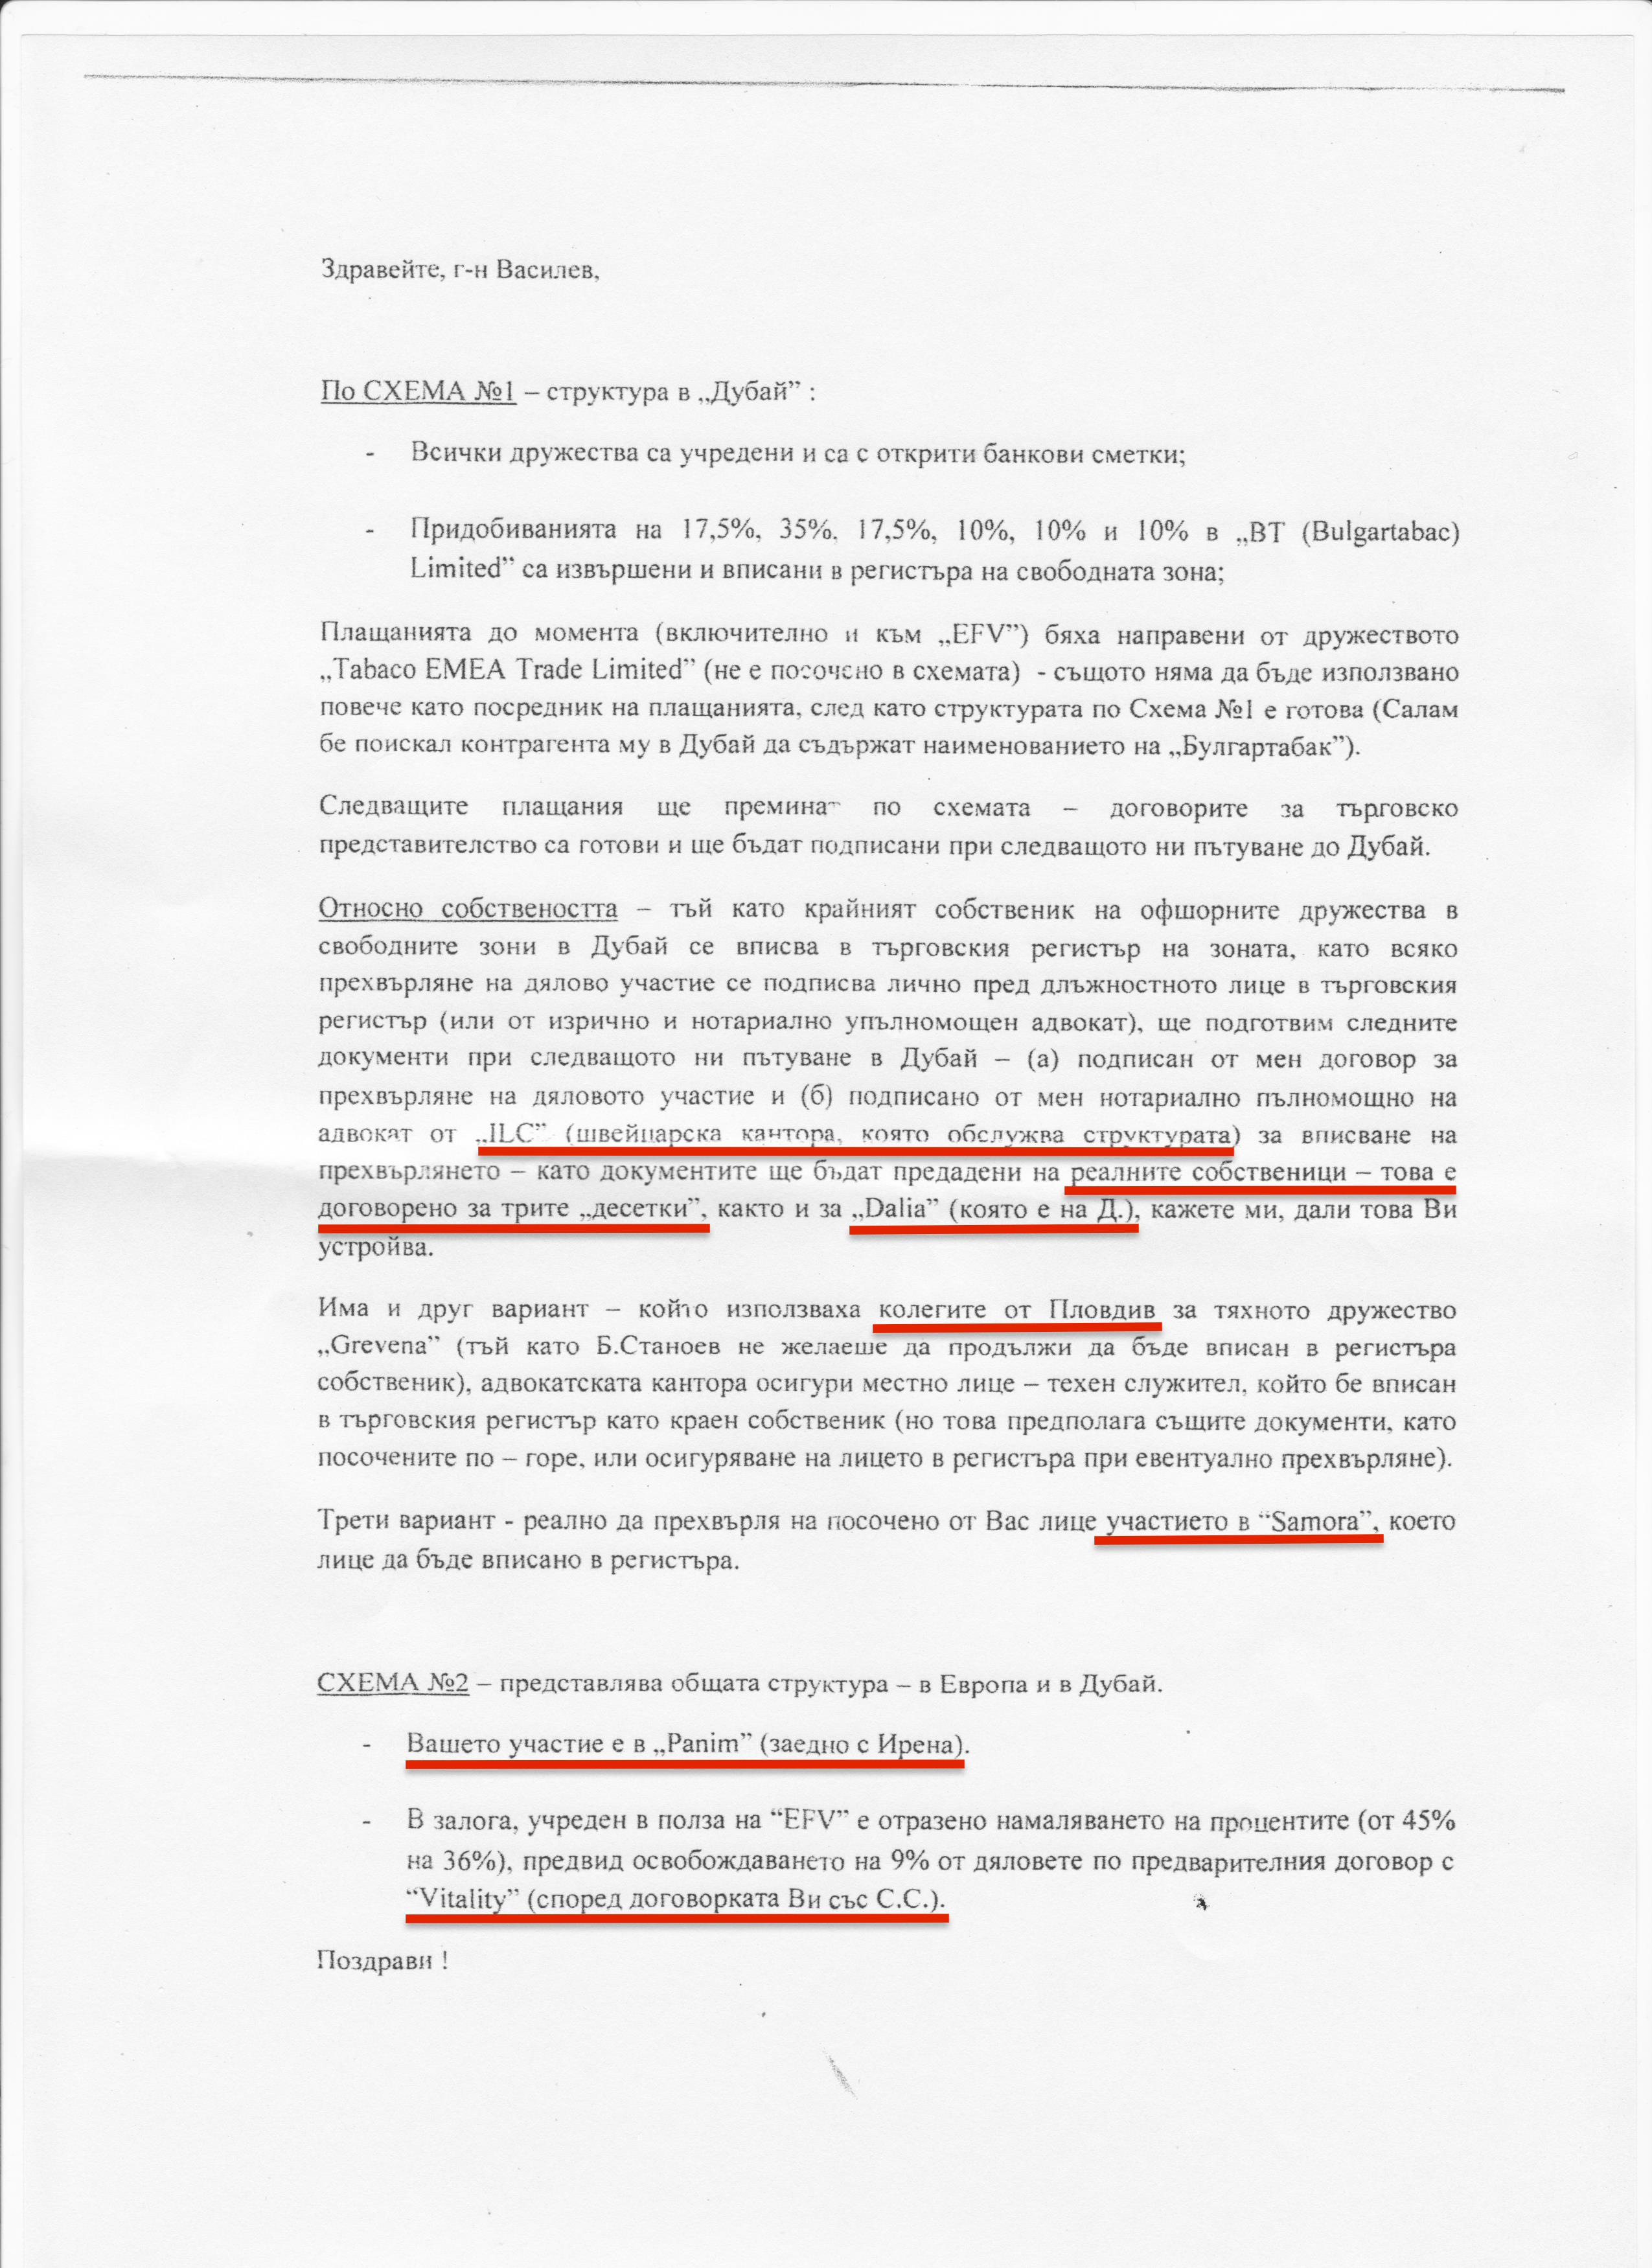 Здравейте, г-н Василев,
По СХЕМА №1 – структура в „Дубай” :
- Всички дружества са учредени и са с открити банкови сметки;
- Придобиванията на 17,5%, 35%, 17,5%, 10%, 10% и 10% в „BT (Bulgartabac)
Limited” са извършени и вписани в регистъра на свободната зона;
Плащанията до момента (включително и към „EFV”) бяха направени от дружеството
„Tabaco EMEA Trade Limited” (не е посочено в схемата) - същото няма да бъде използвано
повече като посредник на плащанията, след като структурата по Схема №1 е готова (Салам
бе поискал контрагента му в Дубай да съдържат наименованието на „Булгартабак”).
Следващите плащания ще преминат по схемата – договорите за търговско
представителство са готови и ще бъдат подписани при следващото ни пътуване до Дубай.
Относно собствеността – тъй като крайният собственик на офшорните дружества в
свободните зони в Дубай се вписва в търговския регистър на зоната, като всяко
прехвърляне на дялово участие се подписва лично пред длъжностното лице в търговския
регистър (или от изрично и нотариално упълномощен адвокат), ще подготвим следните
документи при следващото ни пътуване в Дубай – (а) подписан от мен договор за
прехвърляне на дяловото участие и (б) подписано от мен нотариално пълномощно на
адвокат от „ILC” (швейцарска кантора, която обслужва структурата) за вписване на
прехвърлянето – като документите ще бъдат предадени на реалните собственици – това е
договорено за трите „десетки”, както и за „Dalia” (която е на Д.), кажете ми, дали това Ви
устройва.
Има и друг вариант – който използваха колегите от Пловдив за тяхното дружество
„Grevena” (тъй като Б.Станоев не желаеше да продължи да бъде вписан в регистъра
собственик), адвокатската кантора осигури местно лице – техен служител, който бе вписан
в търговския регистър като краен собственик (но това предполага същите документи, като
посочените по – горе, или осигуряване на лицето в регистъра при евентуално прехвърляне).
Трети вариант - реално да прехвърля на посочено от Вас лице участието в “Samora”, което
лице да бъде вписано в регистъра.
СХЕМА №2 – представлява общата структура – в Европа и в Дубай.
- Вашето участие е в „Panim” (заедно с Ирена).
- В залога, учреден в полза на “EFV” е отразено намаляването на процентите (от 45%
на 36%), предвид освобождаването на 9% от дяловете по предварителния договор с
“Vitality” (според договорката Ви със С.С.).
Поздрави !